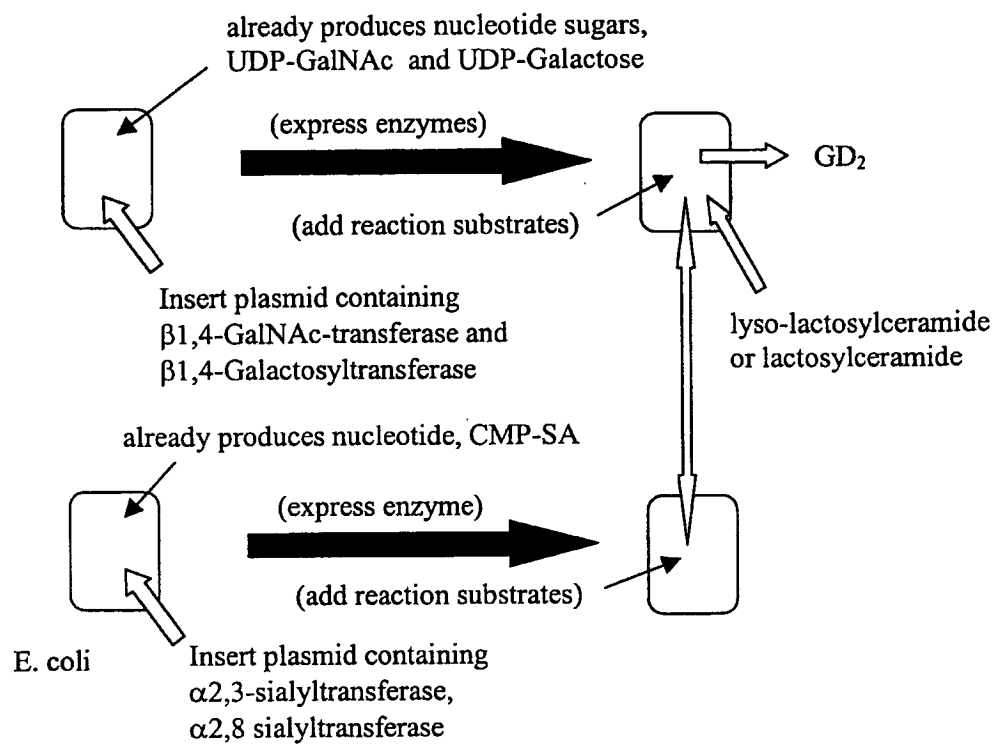 already produces nucleotide sugars,
UDP-GalNAc and UDP-Galactose
(express enzymes)
GD₂
(add reaction substrates)
Insert plasmid containing
β1,4-GalNAc-transferase and
β1,4-Galactosyltransferase
lyso-lactosylceramide
or lactosylceramide
already produces nucleotide, CMP-SA
(express enzyme)
(add reaction substrates)
E. coli
Insert plasmid containing
α2,3-sialyltransferase,
α2,8 sialyltransferase